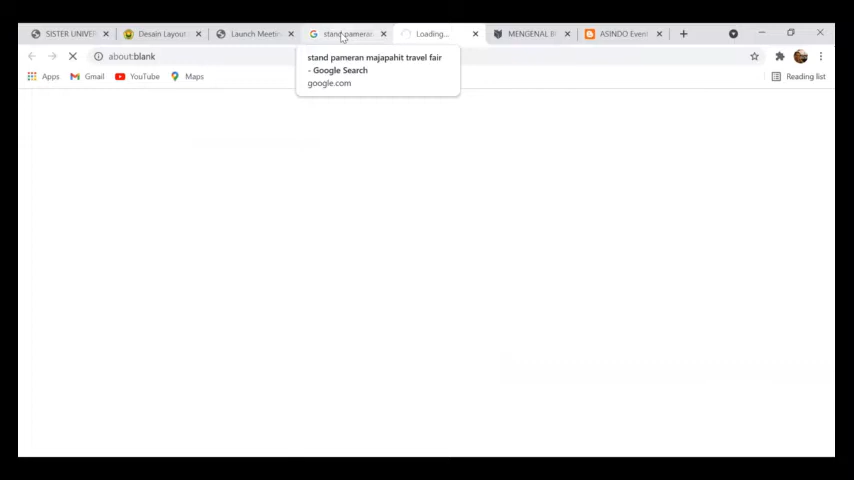 SISTER UNIVER
Desain Layout
Launch Meetin
stand pameran
Loading...
MENGENAL B
ASINDO Event
about:blank
Apps
Gmail
YouTube
Maps
Reading list
stand pameran majapahit travel fair
- Google Search
google.com